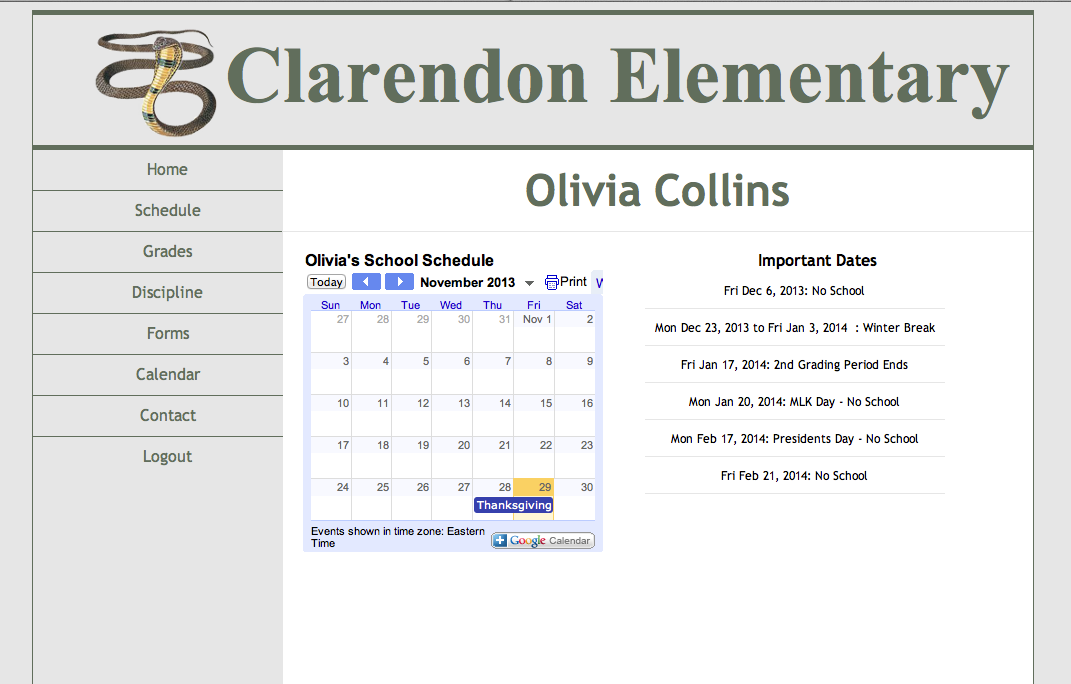 Clarendon Elementary
Home
Schedule
Grades
Discipline
Forms
Calendar
Contact
Logout
Olivia Collins
Olivia's School Schedule
Today November 2013 Print W
Sun Mon Tue Wed Thu Fri Sat
27 28 29 30 31 Nov 1 2
3 4 5 6 7 8 9
10 11 12 13 14 15 16
17 18 19 20 21 22 23
24 25 26 27 28 29 30
Thanksgiving
Events shown in time zone: Eastern
Time
Google Calendar
Important Dates
Fri Dec 6, 2013: No School
Mon Dec 23, 2013 to Fri Jan 3, 2014 : Winter Break
Fri Jan 17, 2014: 2nd Grading Period Ends
Mon Jan 20, 2014: MLK Day - No School
Mon Feb 17, 2014: Presidents Day - No School
Fri Feb 21, 2014: No School